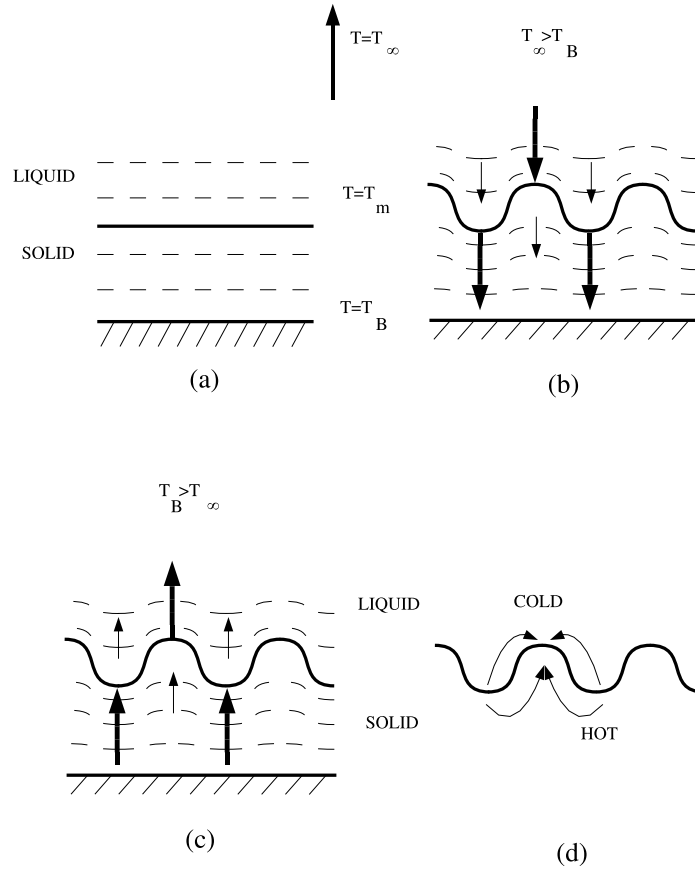 T=T∞
T∞>TB
LIQUID
T=Tm
SOLID
T=TB
(a)
(b)
TB>T∞
LIQUID
COLD
SOLID
HOT
(c)
(d)